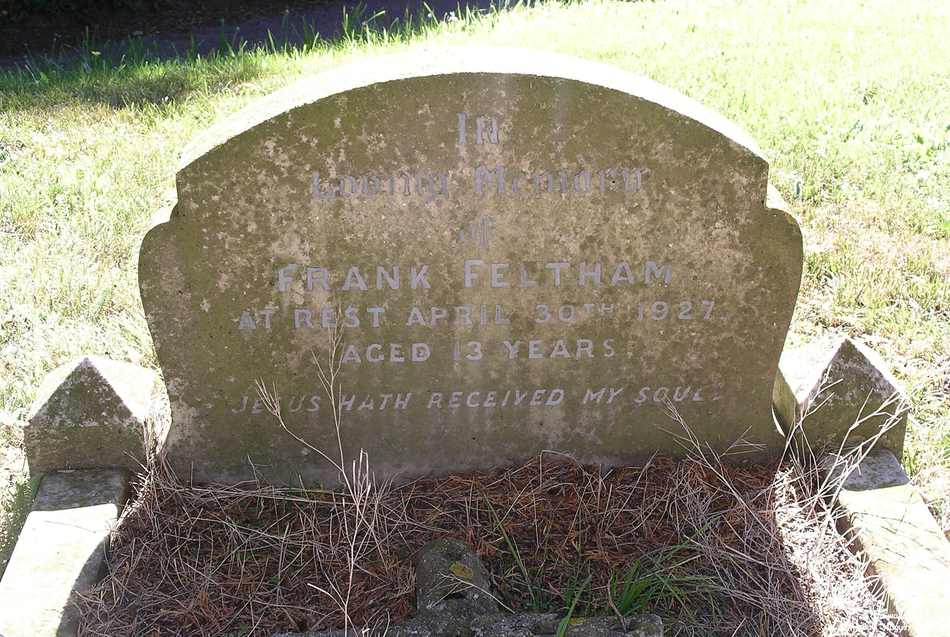 In
Loving Memory
of
FRANK FELTHAM
AT REST APRIL 30TH 1927.
AGED 13 YEARS.
JESUS HATH RECEIVED MY SOUL.